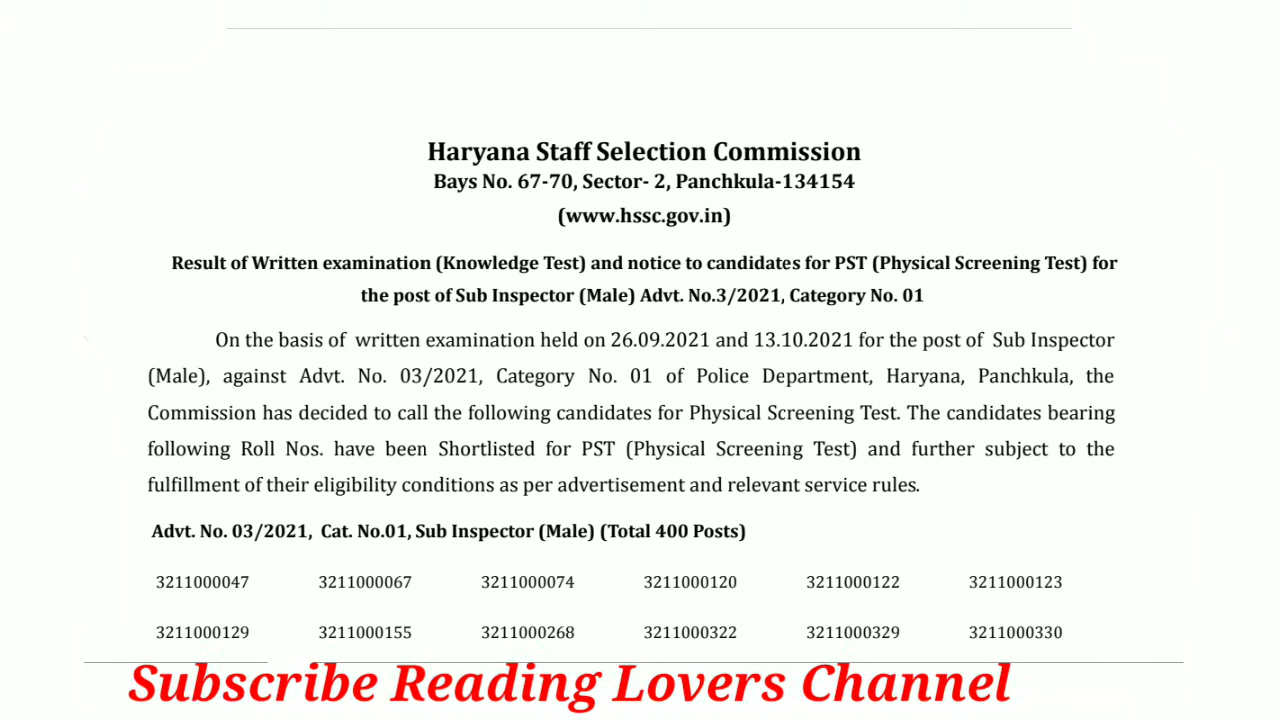 Haryana Staff Selection Commission
Bays No. 67-70, Sector- 2, Panchkula-134154
(www.hssc.gov.in)
Result of Written examination (Knowledge Test) and notice to candidates for PST (Physical Screening Test) for
the post of Sub Inspector (Male) Advt. No.3/2021, Category No. 01
On the basis of written examination held on 26.09.2021 and 13.10.2021 for the post of Sub Inspector
(Male), against Advt. No. 03/2021, Category No. 01 of Police Department, Haryana, Panchkula, the
Commission has decided to call the following candidates for Physical Screening Test. The candidates bearing
following Roll Nos. have been Shortlisted for PST (Physical Screening Test) and further subject to the
fulfillment of their eligibility conditions as per advertisement and relevant service rules.
Advt. No. 03/2021, Cat. No.01, Sub Inspector (Male) (Total 400 Posts)
3211000047 3211000067 3211000074 3211000120 3211000122 3211000123
3211000129 3211000155 3211000268 3211000322 3211000329 3211000330
Subscribe Reading Lovers Channel